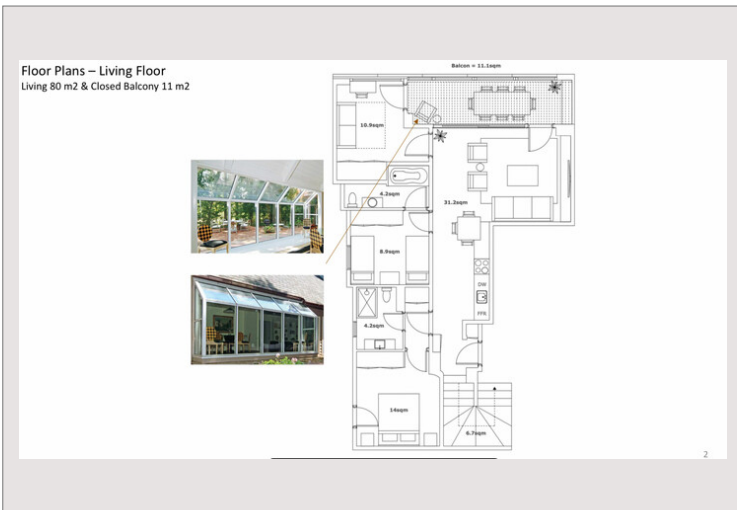 Floor Plans – Living Floor
Living 80 m2 & Closed Balcony 11 m2
Balcon = 11.1sqm
10.9sqm
4.2sqm
31.2sqm
8.9sqm
DW
FFR
4.2sqm
14sqm
6.7sqm
2